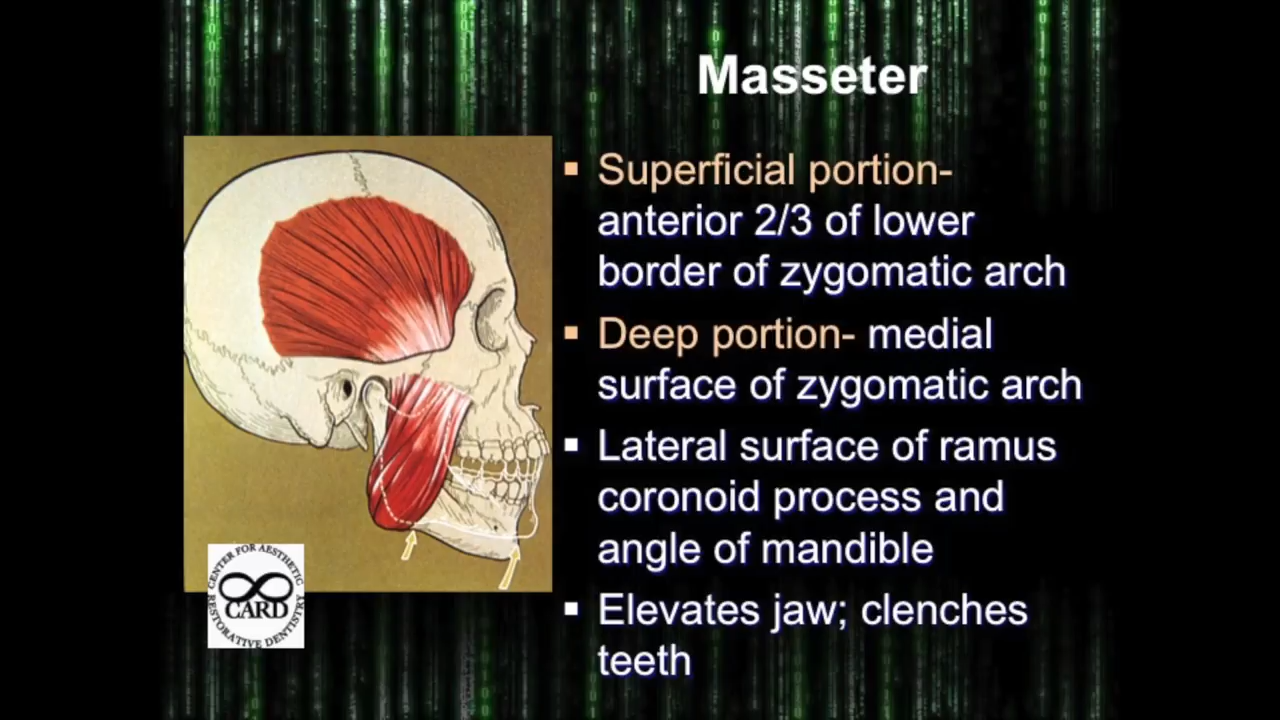 Masseter
▪ Superficial portion-
anterior 2/3 of lower
border of zygomatic arch
▪ Deep portion- medial
surface of zygomatic arch
▪ Lateral surface of ramus
coronoid process and
angle of mandible
▪ Elevates jaw; clenches
teeth
CENTER FOR AESTHETIC
CARD
RESTORATIVE DENTISTRY